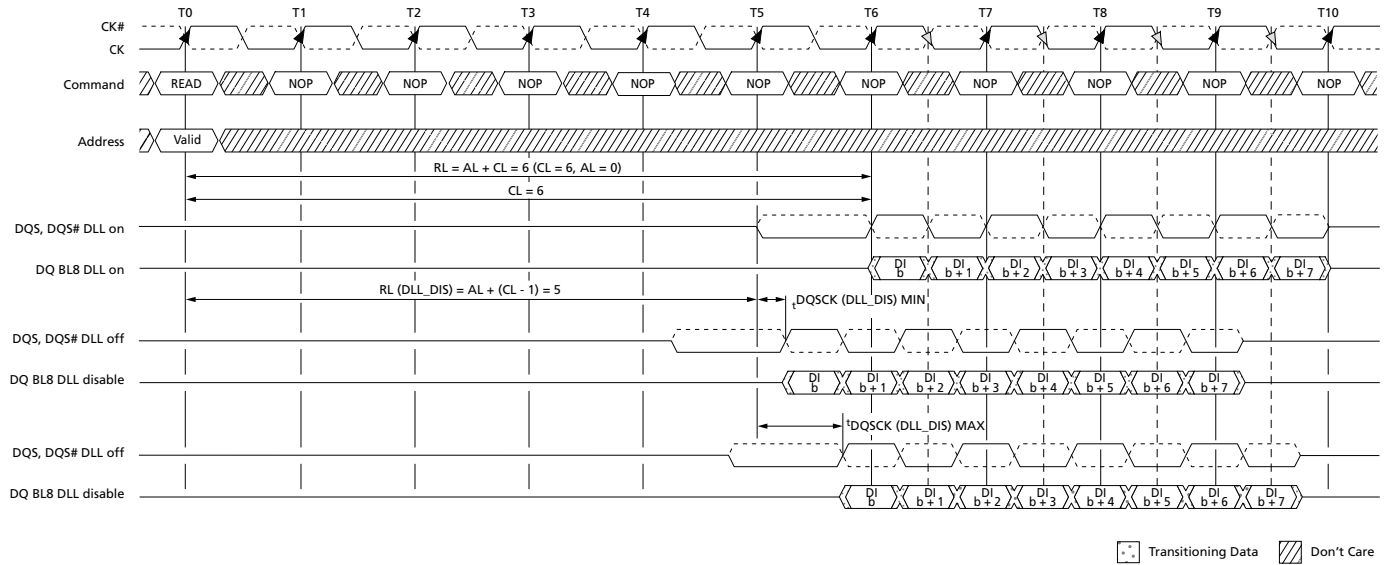 T0 T1 T2 T3 T4 T5 T6 T7 T8 T9 T10
CK#
CK
Command READ NOP NOP NOP NOP NOP NOP NOP NOP NOP NOP
Address Valid
RL = AL + CL = 6 (CL = 6, AL = 0)
CL = 6
DQS, DQS# DLL on
DQ BL8 DLL on DI b DI b + 1 DI b + 2 DI b + 3 DI b + 4 DI b + 5 DI b + 6 DI b + 7
RL (DLL_DIS) = AL + (CL - 1) = 5
tDQSCK (DLL_DIS) MIN
DQS, DQS# DLL off
DQ BL8 DLL disable DI b DI b + 1 DI b + 2 DI b + 3 DI b + 4 DI b + 5 DI b + 6 DI b + 7
tDQSCK (DLL_DIS) MAX
DQS, DQS# DLL off
DQ BL8 DLL disable DI b DI b + 1 DI b + 2 DI b + 3 DI b + 4 DI b + 5 DI b + 6 DI b + 7
Transitioning Data Don't Care